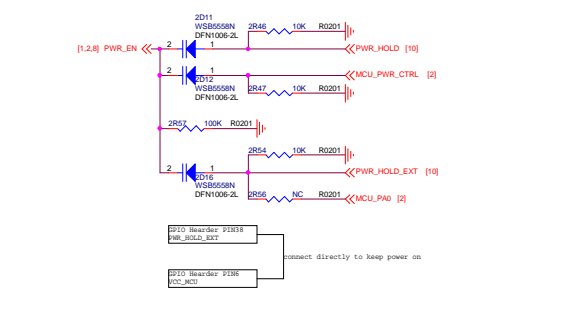 2D11
WSB5558N
DFN1006-2L
2R46 10K R0201
[1,2,8] PWR_EN 2 1 PWR_HOLD [10]
2 1 MCU_PWR_CTRL [2]
2D12
WSB5558N
DFN1006-2L
2R47 10K R0201
2R57 100K R0201
2R54 10K R0201
2 1 PWR_HOLD_EXT [10]
2D16
WSB5558N
DFN1006-2L
2R56 NC R0201 MCU_PA0 [2]
GPIO Hearder PIN38
PWR_HOLD_EXT
connect directly to keep power on
GPIO Hearder PIN6
VCC_MCU